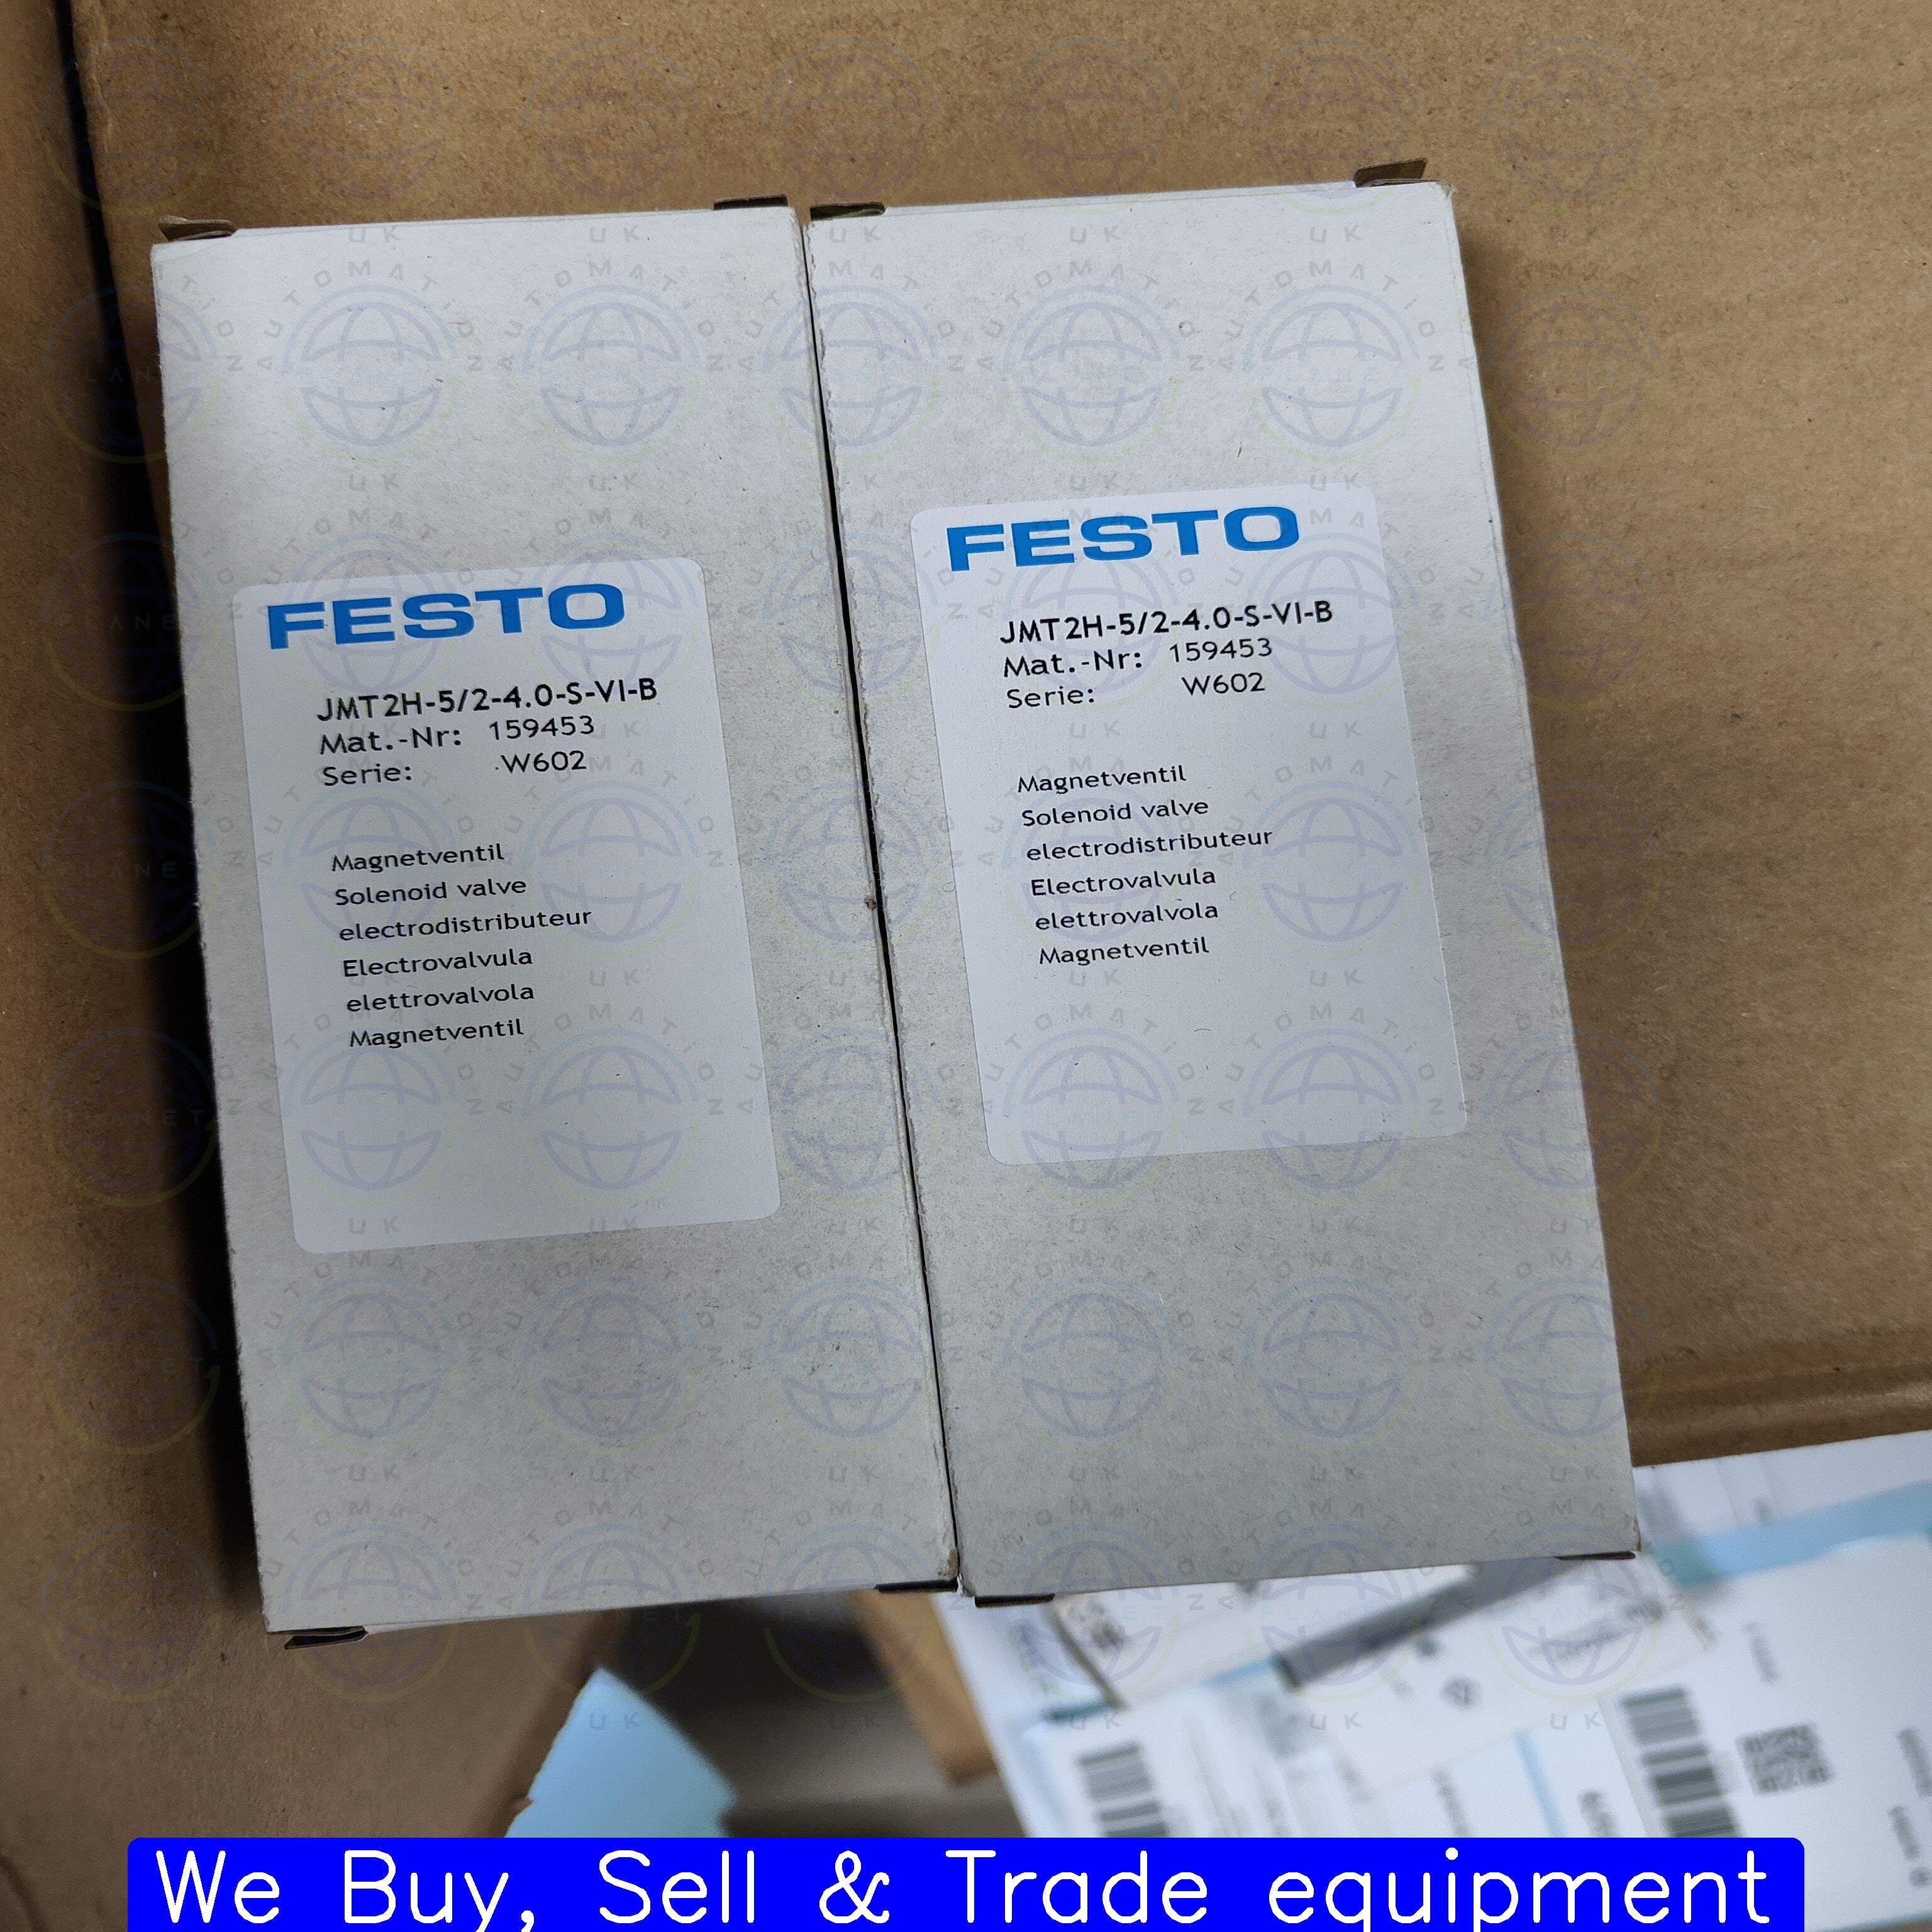 FESTO
JMT2H-5/2-4.0-S-VI-B
Mat.-Nr: 159453
Serie: W602
Magnetventil
Solenoid valve
electrodistributeur
Electrovalvula
elettrovalvola
Magnetventil
FESTO
JMT2H-5/2-4.0-S-VI-B
Mat.-Nr: 159453
Serie: W602
Magnetventil
Solenoid valve
electrodistributeur
Electrovalvula
elettrovalvola
Magnetventil
We Buy, Sell & Trade equipment